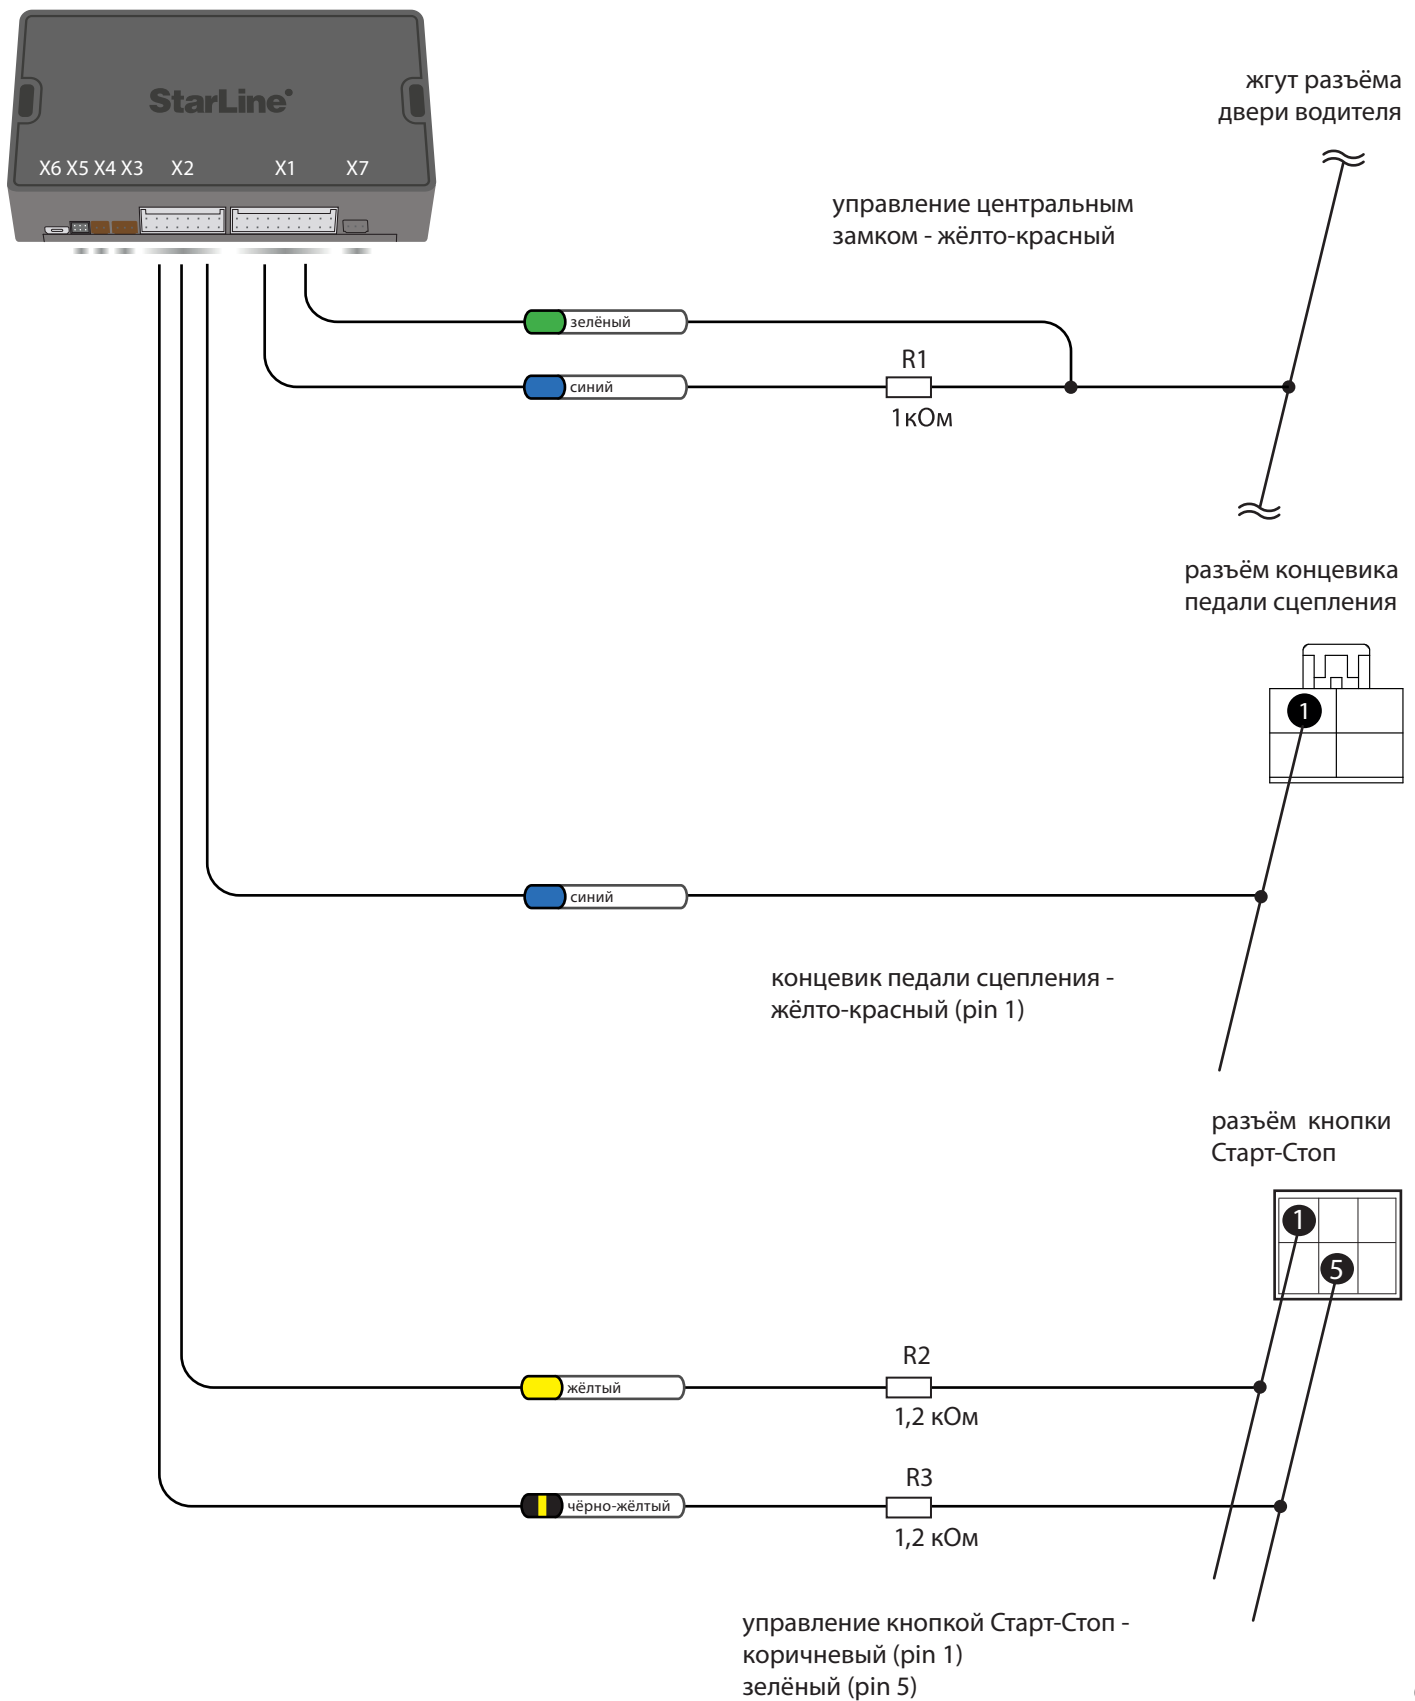 StarLine
X6 X5 X4 X3 X2 X1 X7
жгут разъёма
двери водителя
управление центральным
замком - жёлто-красный
зелёный
R1
синий
1кОм
разъём концевика
педали сцепления
1
синий
концевик педали сцепления -
жёлто-красный (pin 1)
разъём кнопки
Старт-Стоп
1
5
R2
жёлтый
1,2 кОм
R3
чёрно-жёлтый
1,2 кОм
управление кнопкой Старт-Стоп -
коричневый (pin 1)
зелёный (pin 5)